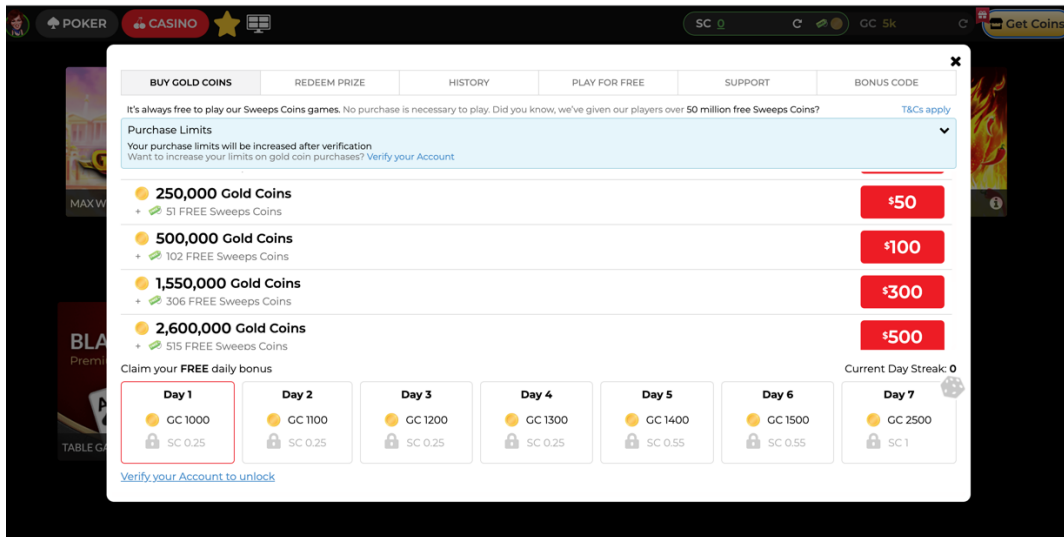 POKER
CASINO
SC 0
GC 5k
Get Coins
BUY GOLD COINS
REDEEM PRIZE
HISTORY
PLAY FOR FREE
SUPPORT
BONUS CODE
It's always free to play our Sweeps Coins games. No purchase is necessary to play. Did you know, we've given our players over 50 million free Sweeps Coins?
T&Cs apply
Purchase Limits
Your purchase limits will be increased after verification
Want to increase your limits on gold coin purchases? Verify your Account
250,000 Gold Coins
+ 51 FREE Sweeps Coins
$50
500,000 Gold Coins
+ 102 FREE Sweeps Coins
$100
1,550,000 Gold Coins
+ 306 FREE Sweeps Coins
$300
2,600,000 Gold Coins
+ 515 FREE Sweeps Coins
$500
Claim your FREE daily bonus
Current Day Streak: 0
Day 1
GC 1000
SC 0.25
Day 2
GC 1100
SC 0.25
Day 3
GC 1200
SC 0.25
Day 4
GC 1300
SC 0.25
Day 5
GC 1400
SC 0.55
Day 6
GC 1500
SC 0.55
Day 7
GC 2500
SC 1
Verify your Account to unlock
MAX W
BLA
Premi
TABLE GA